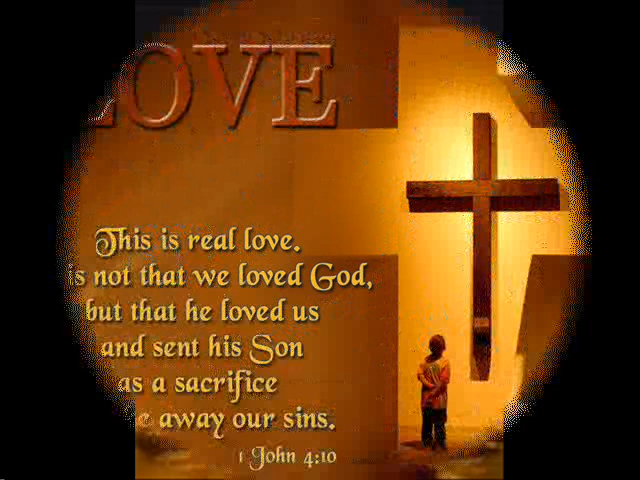 LOVE
This is real love.
is not that we loved God,
but that he loved us
and sent his Son
as a sacrifice
away our sins.
1 John 4:10